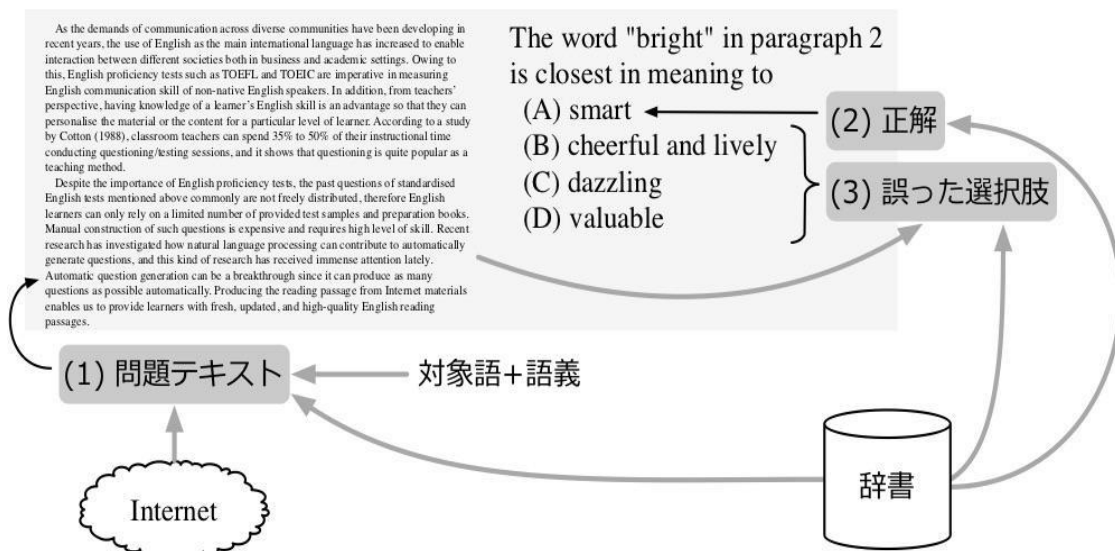 As the demands of communication across diverse communities have been developing in
recent years, the use of English as the main international language has increased to enable
interaction between different societies both in business and academic settings. Owing to
this, English proficiency tests such as TOEFL and TOEIC are imperative in measuring
English communication skill of non-native English speakers. In addition, from teachers'
perspective, having knowledge of a learner's English skill is an advantage so that they can
personalise the material or the content for a particular level of learner. According to a study
by Cotton (1988), classroom teachers can spend 35% to 50% of their instructional time
conducting questioning/testing sessions, and it shows that questioning is quite popular as a
teaching method.
Despite the importance of English proficiency tests, the past questions of standardised
English tests mentioned above commonly are not freely distributed, therefore English
learners can only rely on a limited number of provided test samples and preparation books.
Manual construction of such questions is expensive and requires high level of skill. Recent
research has investigated how natural language processing can contribute to automatically
generate questions, and this kind of research has received immense attention lately.
Automatic question generation can be a breakthrough since it can produce as many
questions as possible automatically. Producing the reading passage from Internet materials
enables us to provide learners with fresh, updated, and high-quality English reading
passages.
The word "bright" in paragraph 2
is closest in meaning to
(A) smart
(B) cheerful and lively
(C) dazzling
(D) valuable
(2) 正解
(3) 誤った選択肢
(1) 問題テキスト
対象語+語義
Internet
辞書